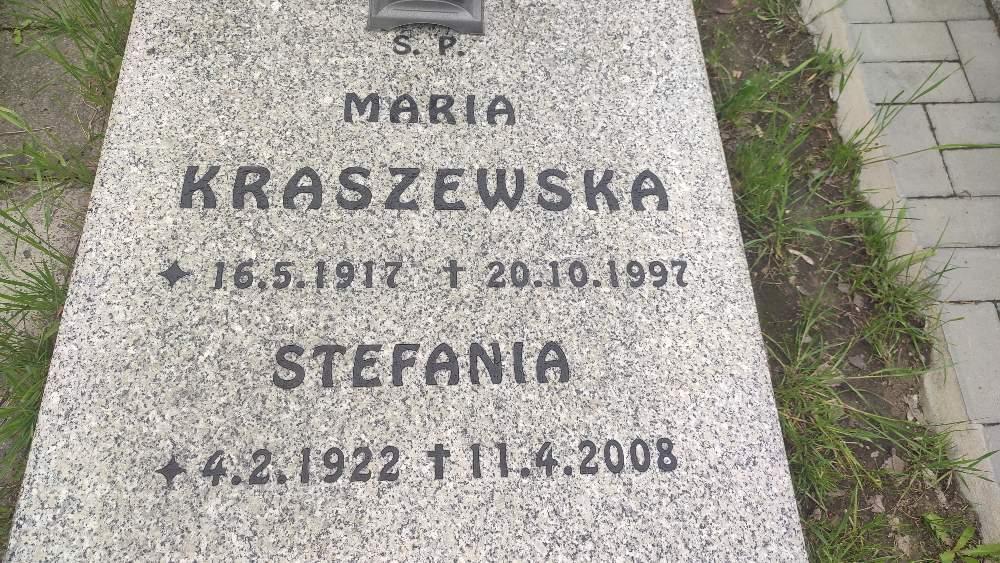 Ś. P.
MARIA
KRASZEWSKA
✦ 16.5.1917 † 20.10.1997
STEFANIA
✦ 4.2.1922 † 11.4.2008